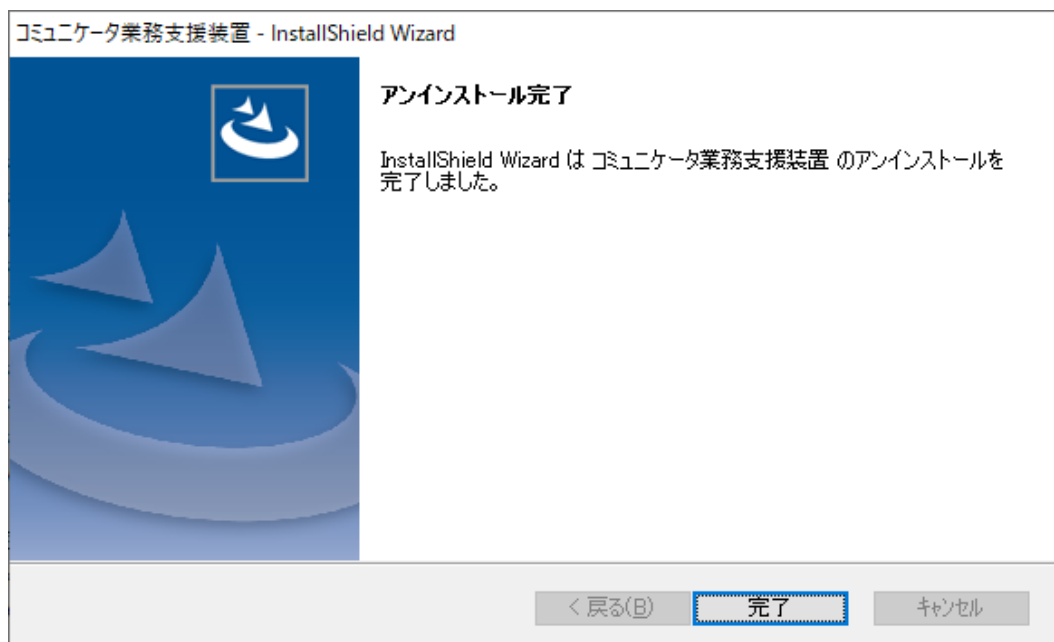 コミュニケータ業務支援装置 - InstallShield Wizard
アンインストール完了
InstallShield Wizard は コミュニケータ業務支援装置 のアンインストールを
完了しました。
< 戻る(B)
完了
キャンセル